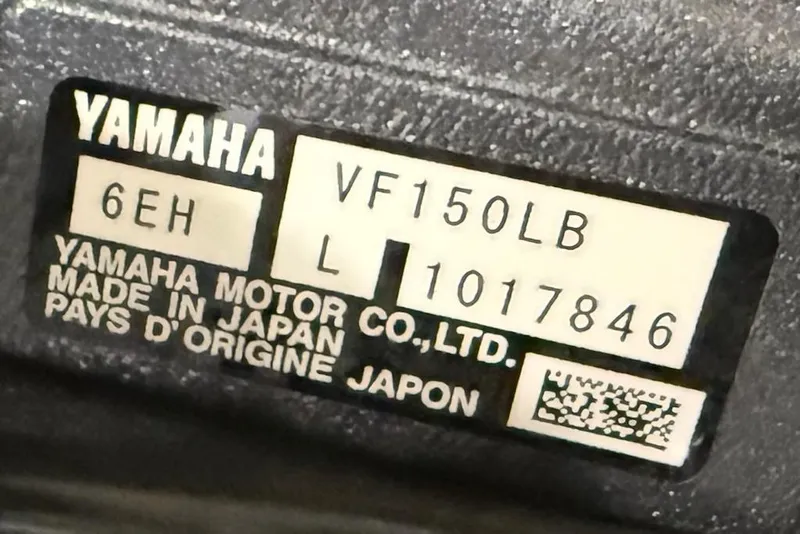 YAMAHA
VF150LB
6EH
L 1017846
YAMAHA MOTOR CO.,LTD.
MADE IN JAPAN
PAYS D'ORIGINE JAPON